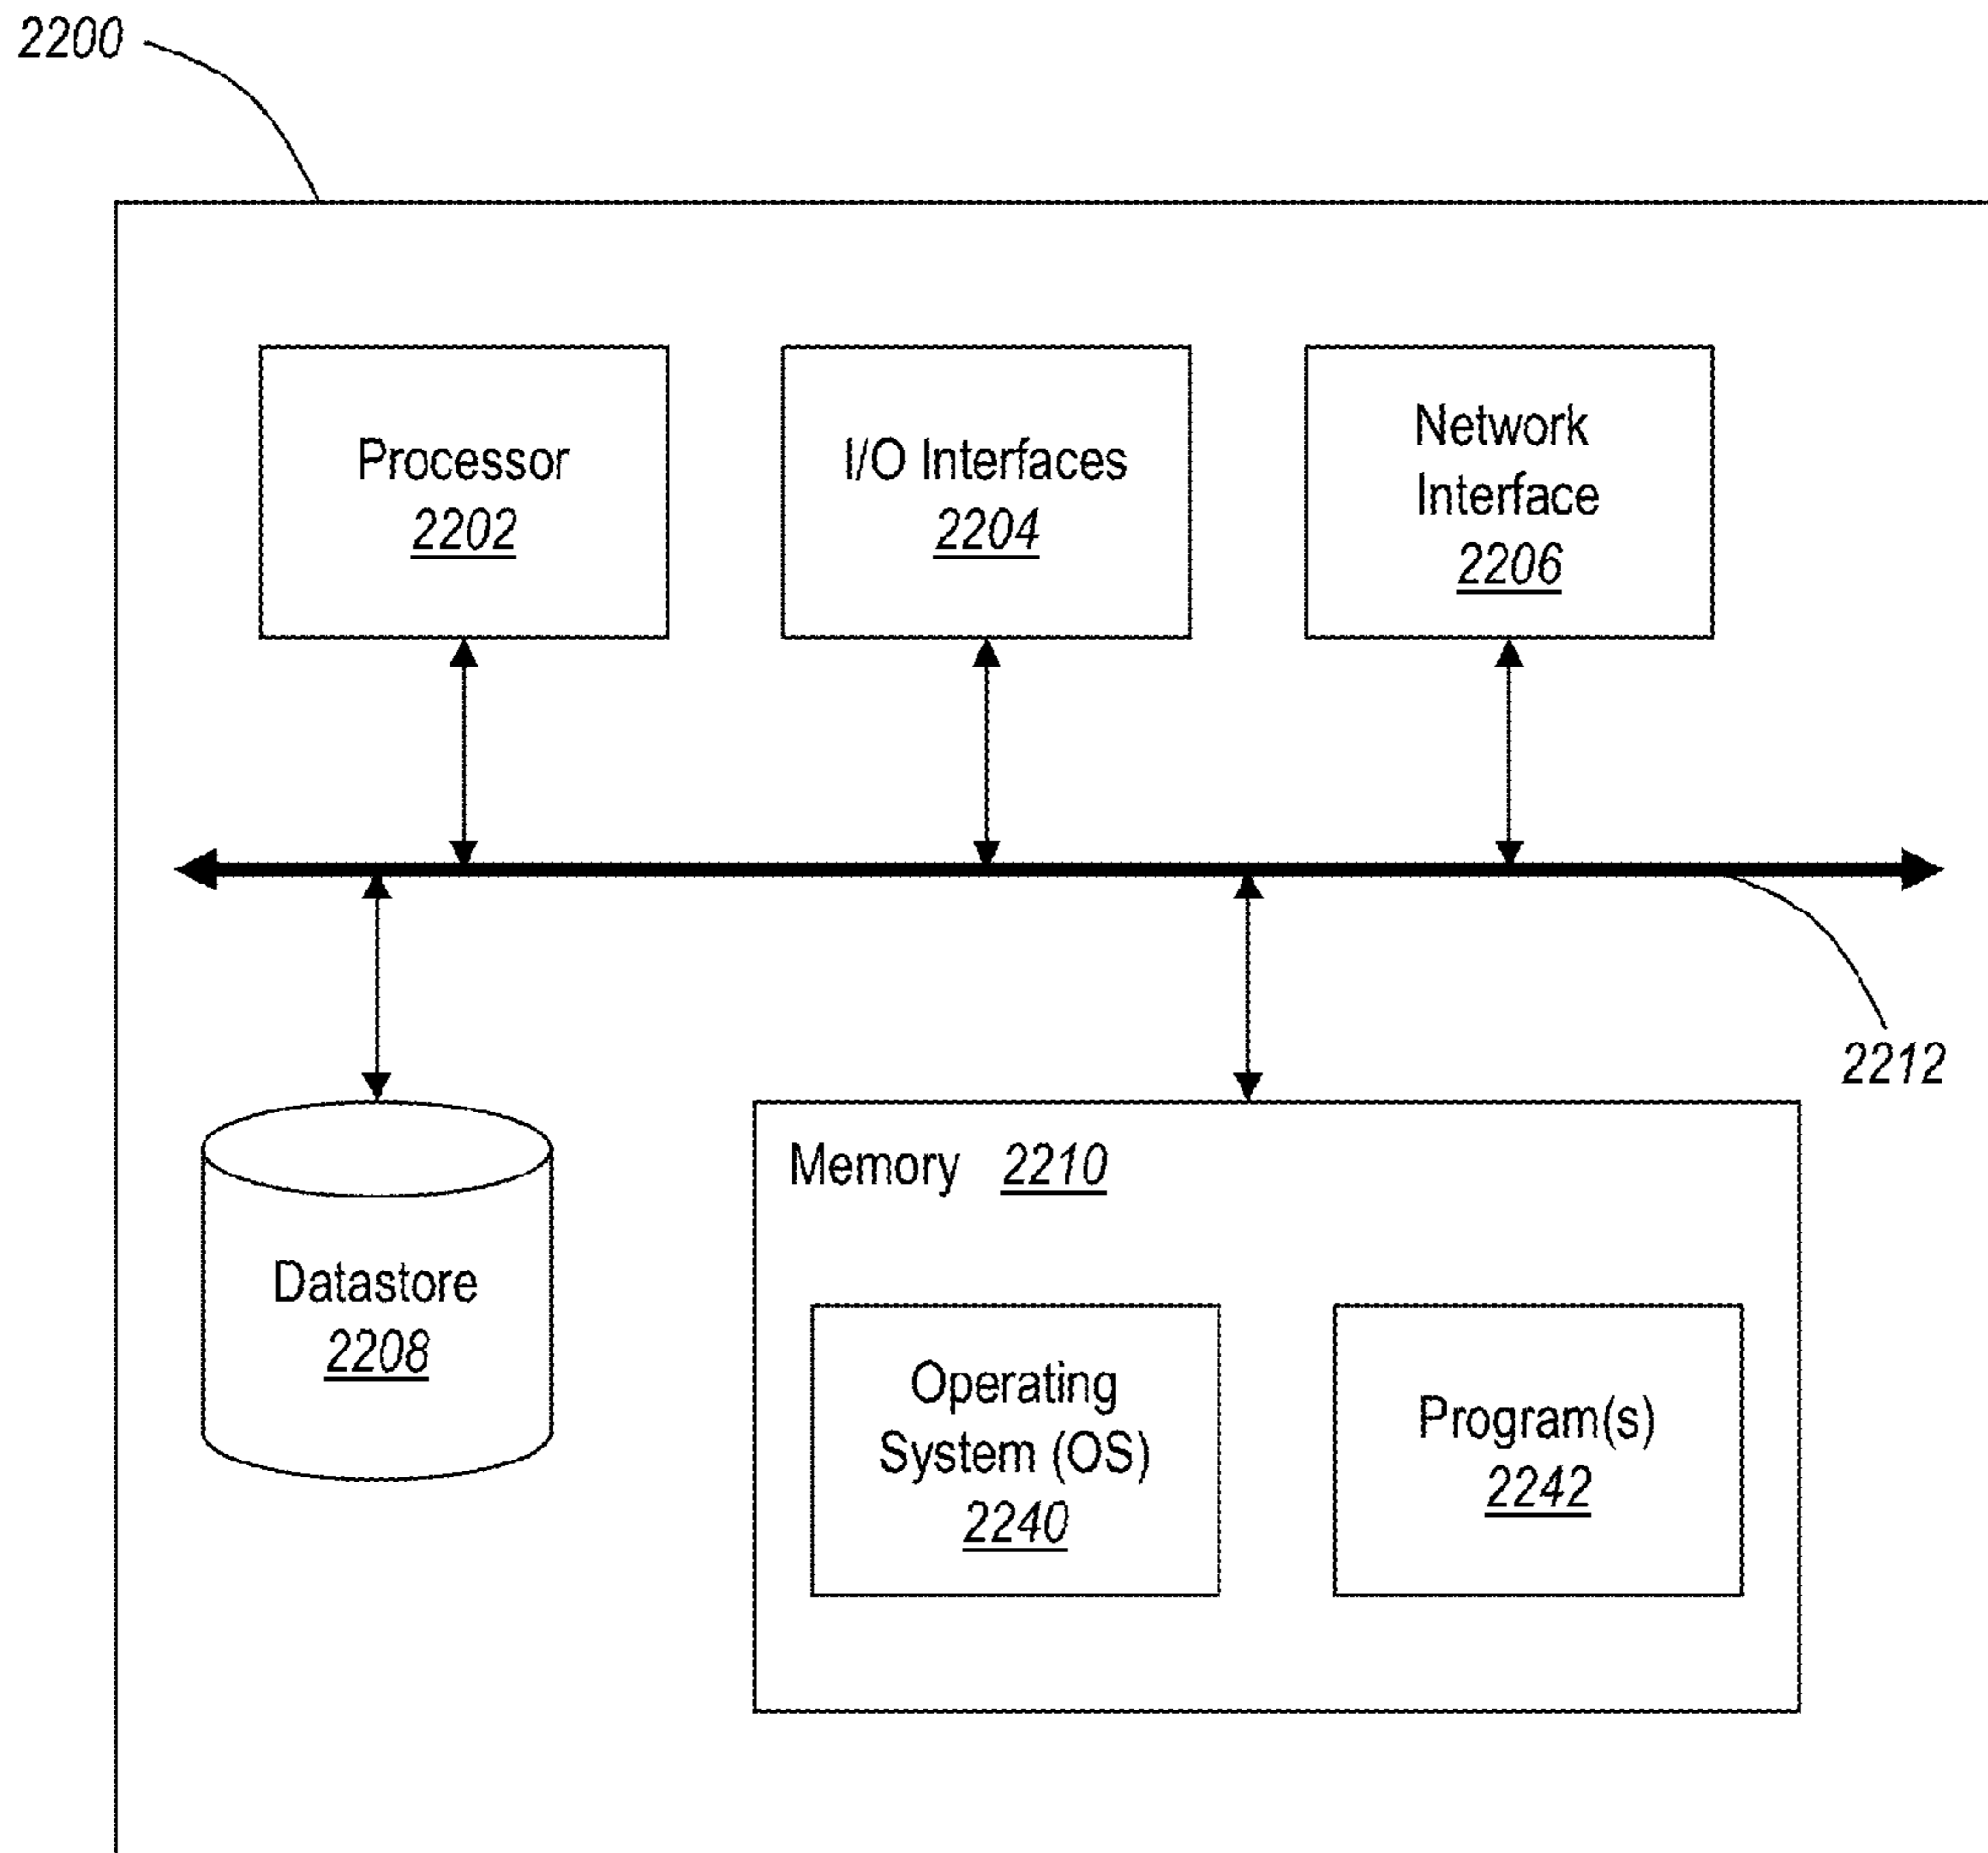 2200
Processor
2202
I/O Interfaces
2204
Network
Interface
2206
2212
Datastore
2208
Memory 2210
Operating
System (OS)
2240
Program(s)
2242